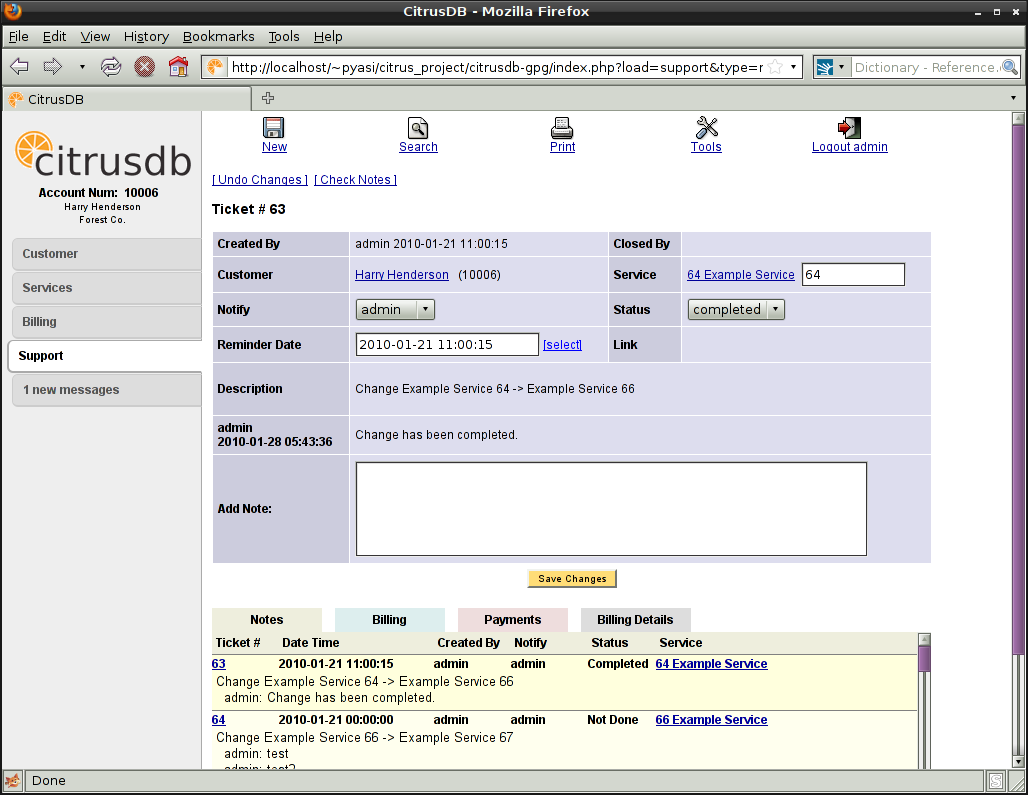 CitrusDB - Mozilla Firefox
File Edit View History Bookmarks Tools Help
http://localhost/~pyasi/citrus_project/citrusdb-gpg/index.php?load=support&type=r
Dictionary - Reference.
CitrusDB
citrusdb
Account Num: 10006
Harry Henderson
Forest Co.
Customer
Services
Billing
Support
1 new messages
New Search Print Tools Logout admin
[ Undo Changes ] [ Check Notes ]
Ticket # 63
Created By admin 2010-01-21 11:00:15 Closed By
Customer Harry Henderson (10006) Service 64 Example Service 64
Notify admin Status completed
Reminder Date 2010-01-21 11:00:15 [select] Link
Description Change Example Service 64 -> Example Service 66
admin
2010-01-28 05:43:36 Change has been completed.
Add Note:
Save Changes
Notes Billing Payments Billing Details
Ticket # Date Time Created By Notify Status Service
63 2010-01-21 11:00:15 admin admin Completed 64 Example Service
Change Example Service 64 -> Example Service 66
admin: Change has been completed.
64 2010-01-21 00:00:00 admin admin Not Done 66 Example Service
Change Example Service 66 -> Example Service 67
admin: test
admin: test2
Done